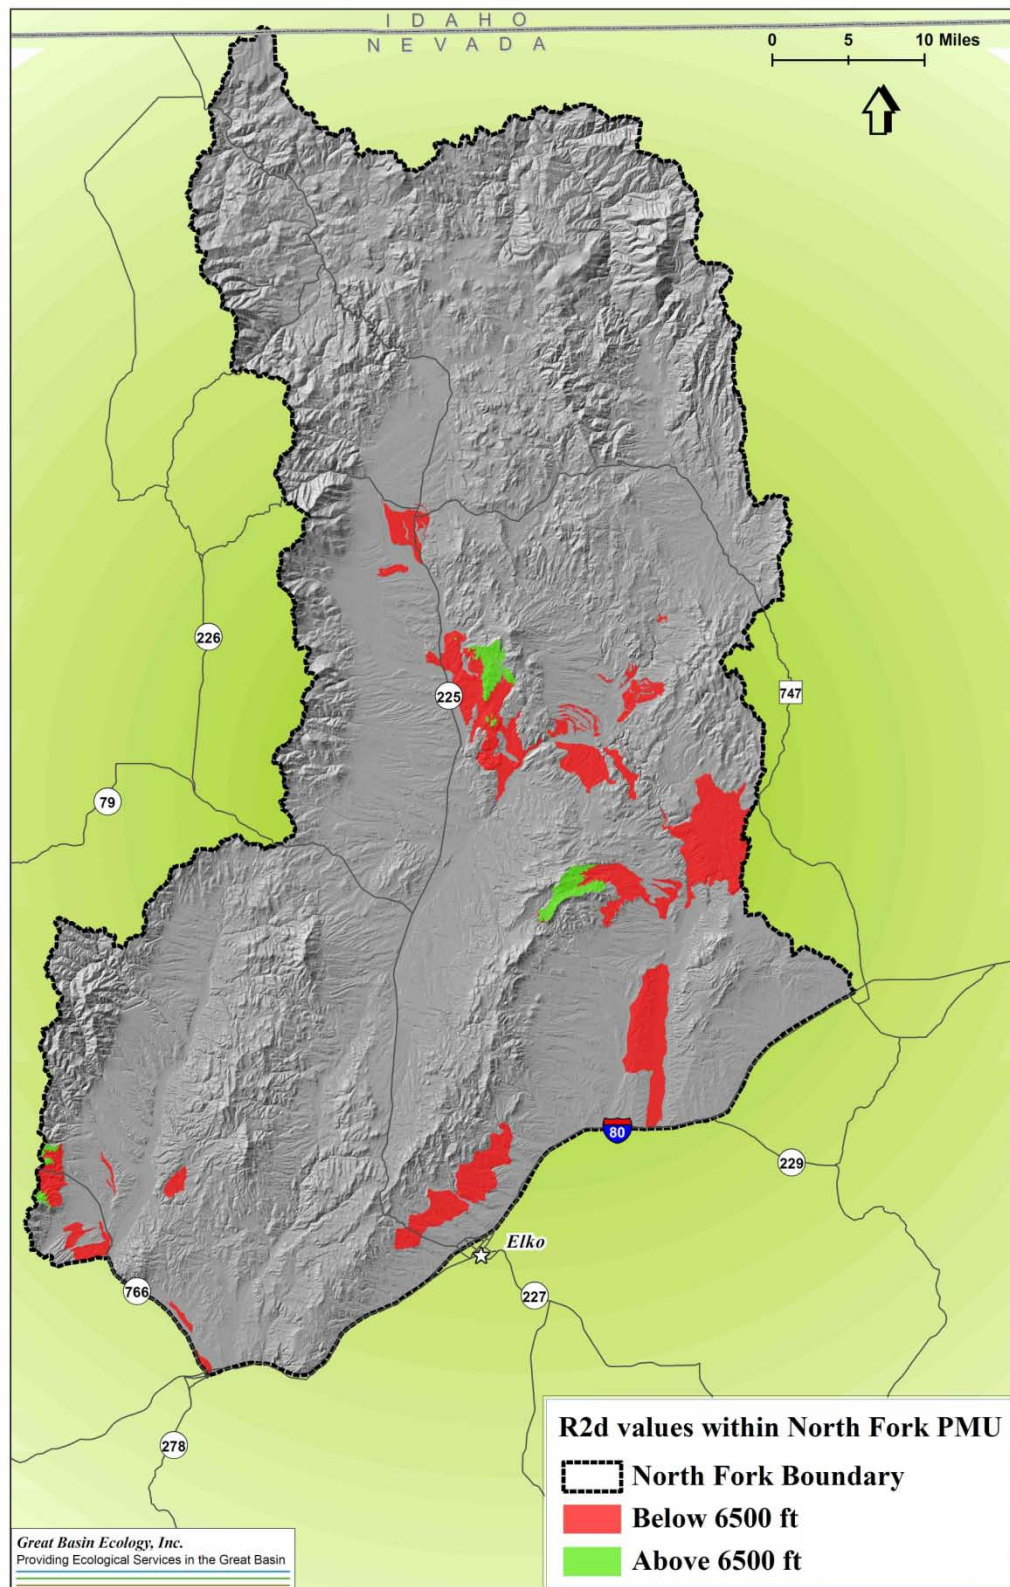 IDAHO
NEVADA
0 5 10 Miles
226
225
747
79
80
229
Elko
766
227
278
R2d values within North Fork PMU
North Fork Boundary
Below 6500 ft
Above 6500 ft
Great Basin Ecology, Inc.
Providing Ecological Services in the Great Basin